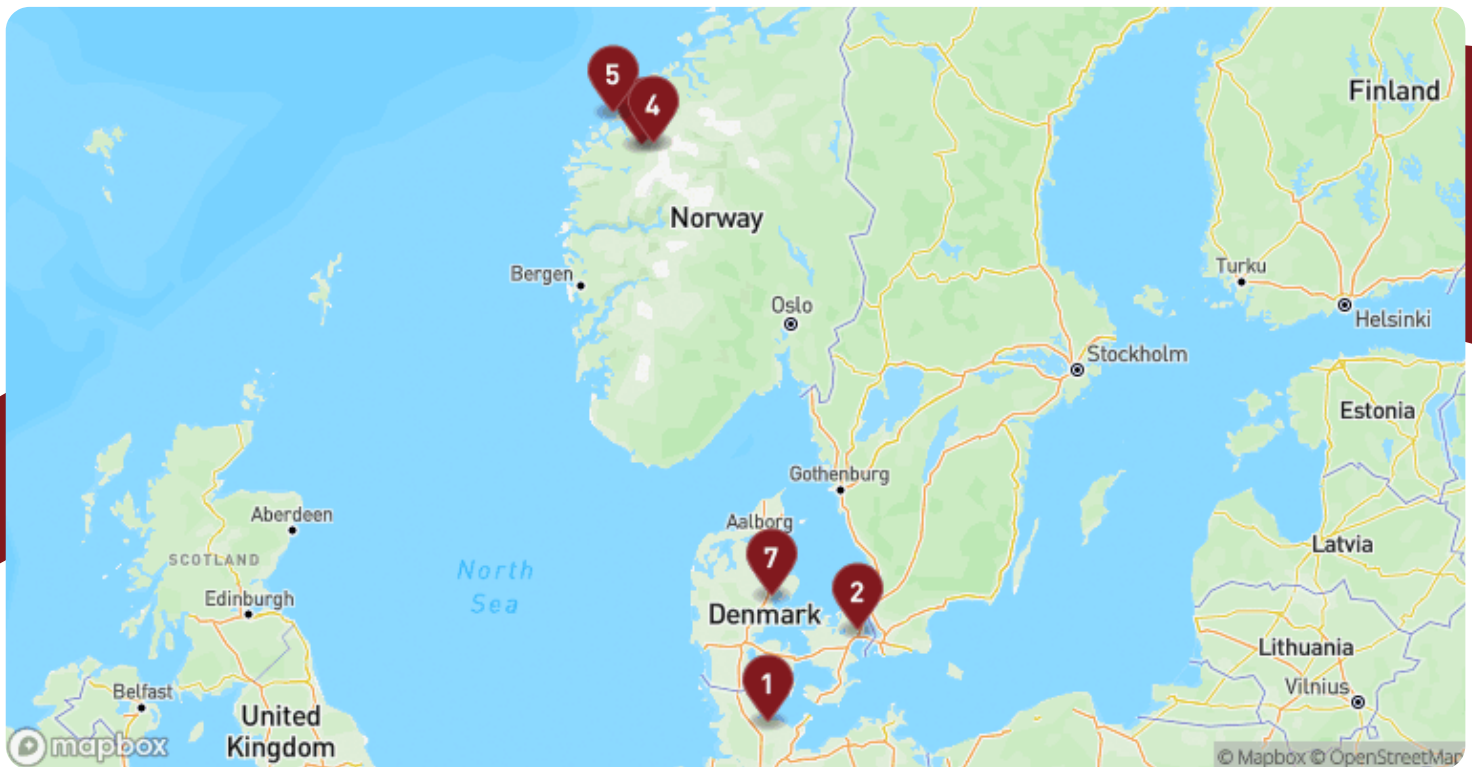 5
4
Finland
Norway
Bergen
Turku
Oslo
Helsinki
Stockholm
Estonia
Gothenburg
Aalborg
Aberdeen
SCOTLAND
7
Latvia
North
Sea
Edinburgh
2
Denmark
Lithuania
1
Vilnius
Belfast
United
Kingdom
mapbox
© Mapbox © OpenStreetMap